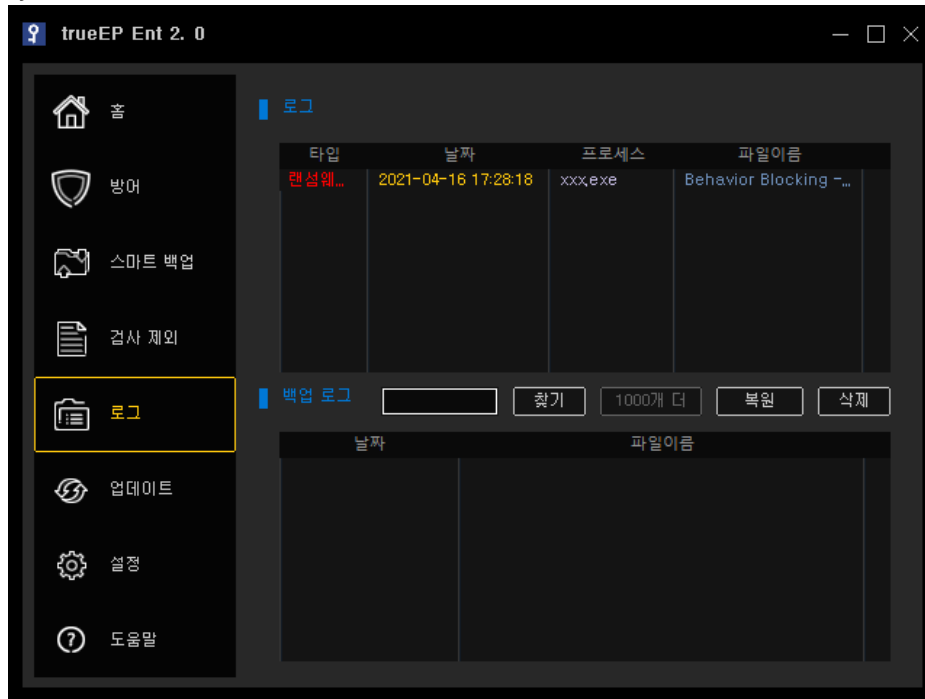 trueEP Ent 2. 0
홈
방어
스마트 백업
검사 제외
로그
업데이트
설정
도움말
로그
타입 날짜 프로세스 파일이름
랜섬웨... 2021-04-16 17:28:18 xxx,exe Behavior Blocking -...
백업 로그 찾기 1000개 더 복원 삭제
날짜 파일이름